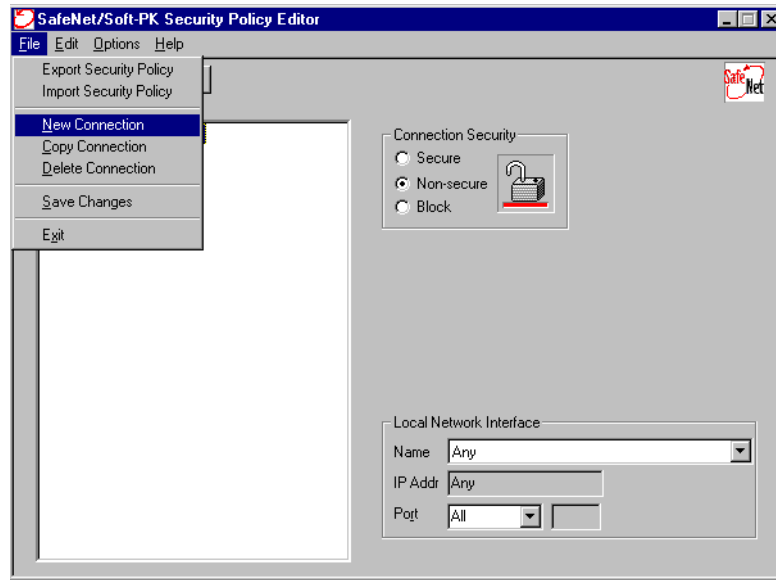 SafeNet/Soft-PK Security Policy Editor
File Edit Options Help
Export Security Policy
Import Security Policy
New Connection
Copy Connection
Delete Connection
Save Changes
Exit
Safe Net
Connection Security
Secure
Non-secure
Block
Local Network Interface
Name Any
IP Addr Any
Port All